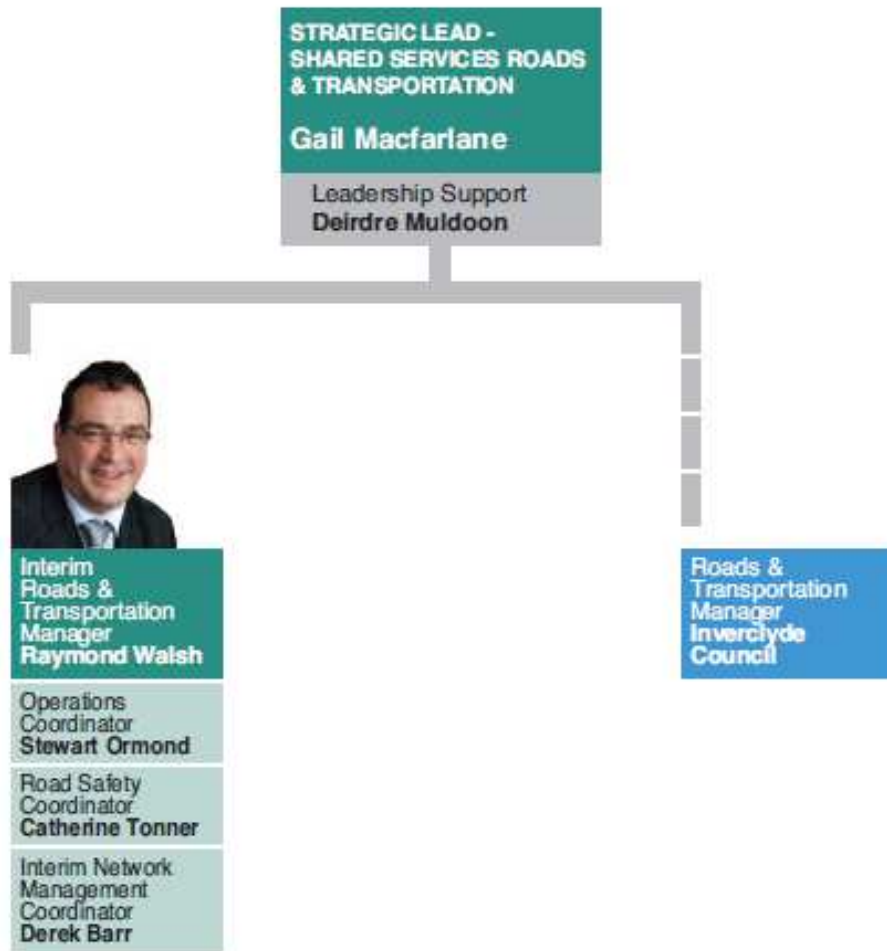 STRATEGIC LEAD -
SHARED SERVICES ROADS
& TRANSPORTATION
Gail Macfarlane
Leadership Support
Deirdre Muldoon
Interim
Roads &
Transportation
Manager
Raymond Walsh
Operations
Coordinator
Stewart Ormond
Road Safety
Coordinator
Catherine Tonner
Interim Network
Management
Coordinator
Derek Barr
Roads &
Transportation
Manager
Inverclyde
Council